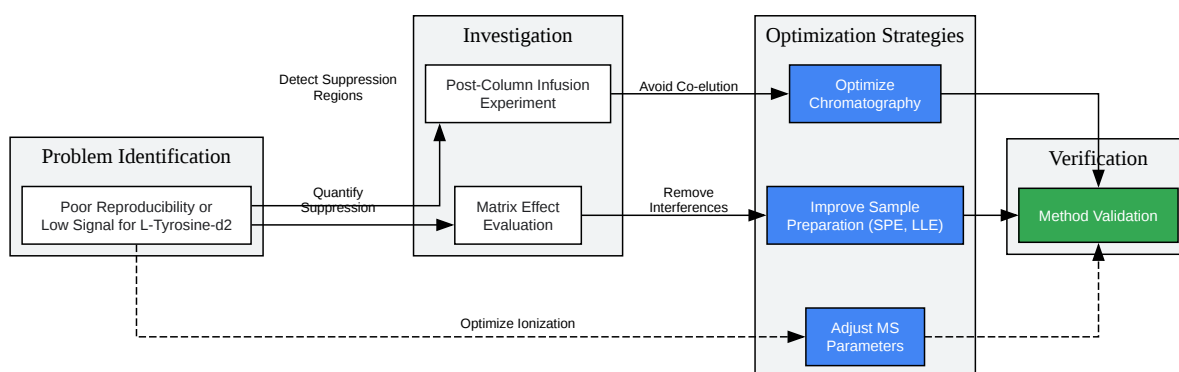 Problem Identification
Poor Reproducibility or
Low Signal for L-Tyrosine-d2
Detect Suppression
Regions
Quantify
Suppression
Optimize Ionization
Investigation
Post-Column Infusion
Experiment
Matrix Effect
Evaluation
Avoid Co-elution
Remove
Interferences
Optimization Strategies
Optimize
Chromatography
Improve Sample
Preparation (SPE, LLE)
Adjust MS
Parameters
Verification
Method Validation